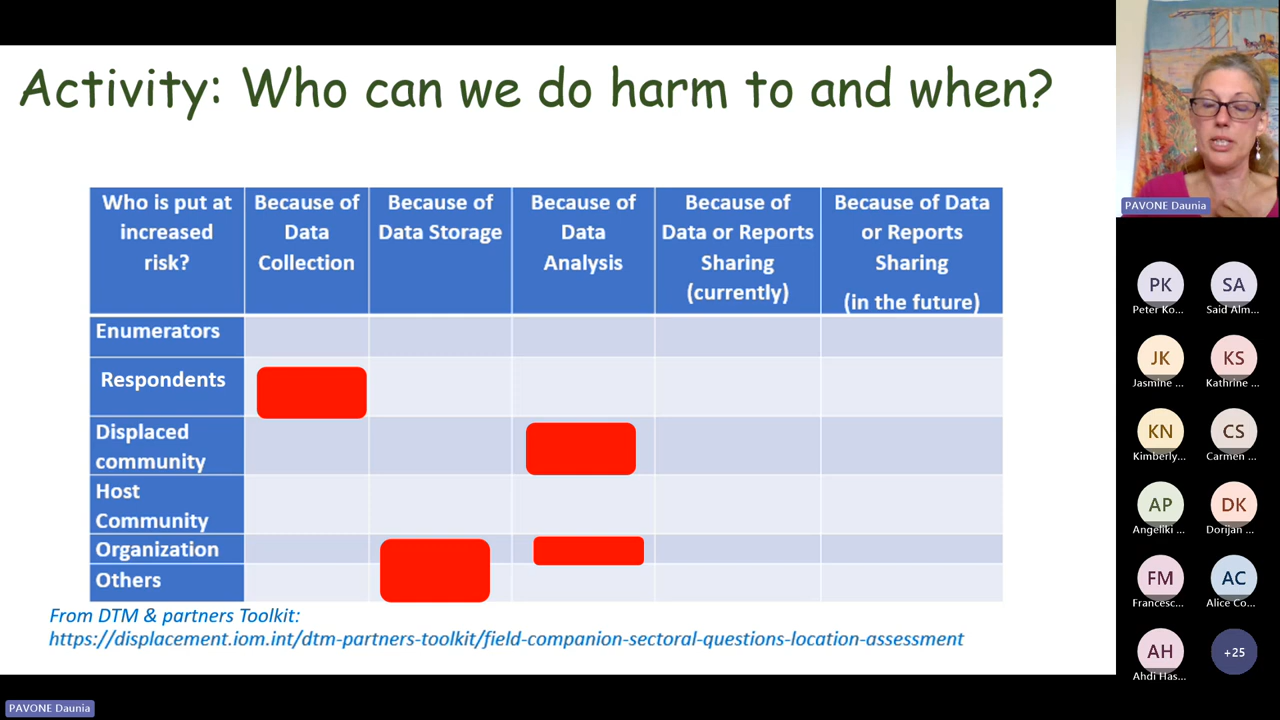 Activity: Who can we do harm to and when?
Who is put at
increased
risk?
Because of
Data
Collection
Because of
Data Storage
Because of
Data
Analysis
Because of
Data or Reports
Sharing
(currently)
Because of Data
or Reports
Sharing
(in the future)
Enumerators
Respondents
Displaced
community
Host
Community
Organization
Others
From DTM & partners Toolkit:
https://displacement.iom.int/dtm-partners-toolkit/field-companion-sectoral-questions-location-assessment
PAVONE Daunia
PAVONE Daunia
PK
Peter Ko...
SA
Said Alm...
JK
Jasmine ...
KS
Kathrine ...
KN
Kimberly...
CS
Carmen ...
AP
Angeliki ...
DK
Dorijan ...
FM
Francesc...
AC
Alice Co...
AH
Ahdi Has...
+25